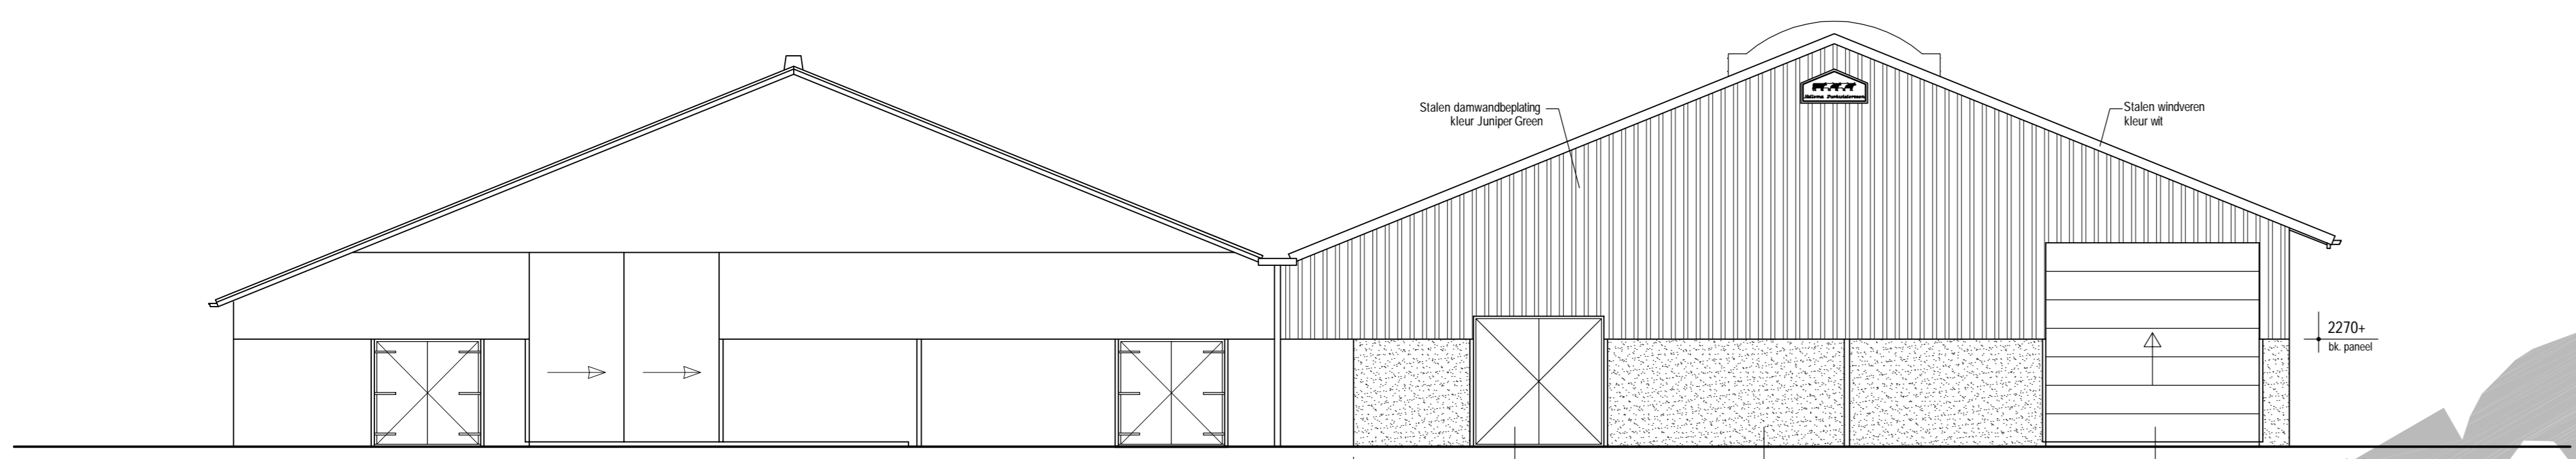 Stalen damwandbeplating
kleur Juniper Green
Stalen windveren
kleur wit
2270+
bk. paneel